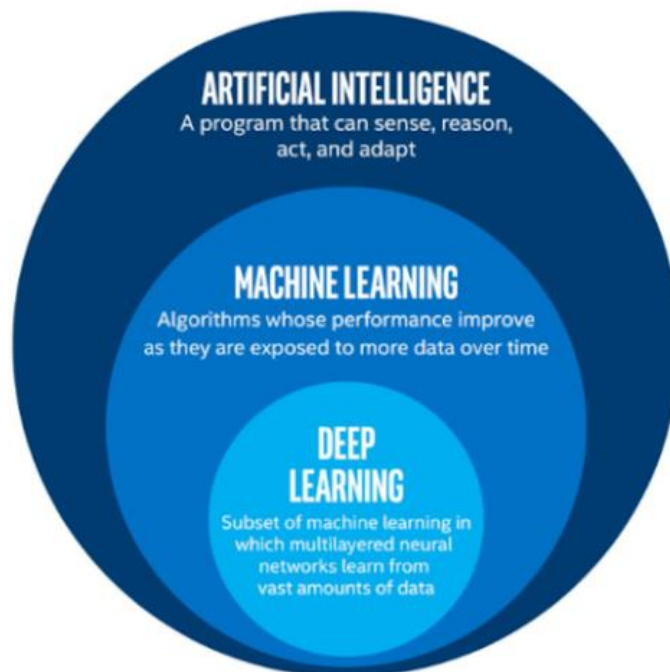 ARTIFICIAL INTELLIGENCE
A program that can sense, reason,
act, and adapt
MACHINE LEARNING
Algorithms whose performance improve
as they are exposed to more data over time
DEEP
LEARNING
Subset of machine learning in
which multilayered neural
networks learn from
vast amounts of data